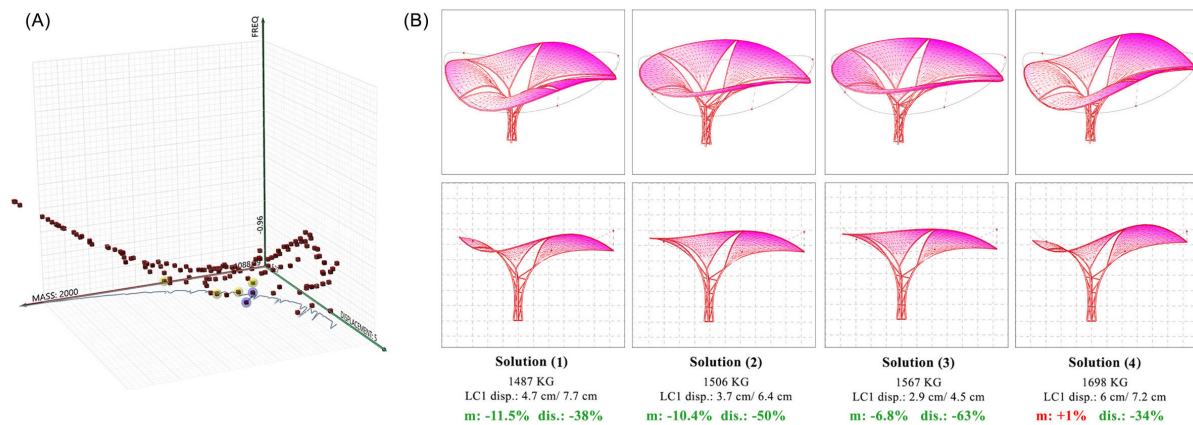 (A)
FREQ
-0.96
MASS: 2000
DISPLACEMENT: 5
(B)
Solution (1)
1487 KG
LC1 disp.: 4.7 cm/ 7.7 cm
m: -11.5% dis.: -38%
Solution (2)
1506 KG
LC1 disp.: 3.7 cm/ 6.4 cm
m: -10.4% dis.: -50%
Solution (3)
1567 KG
LC1 disp.: 2.9 cm/ 4.5 cm
m: -6.8% dis.: -63%
Solution (4)
1698 KG
LC1 disp.: 6 cm/ 7.2 cm
m: +1% dis.: -34%